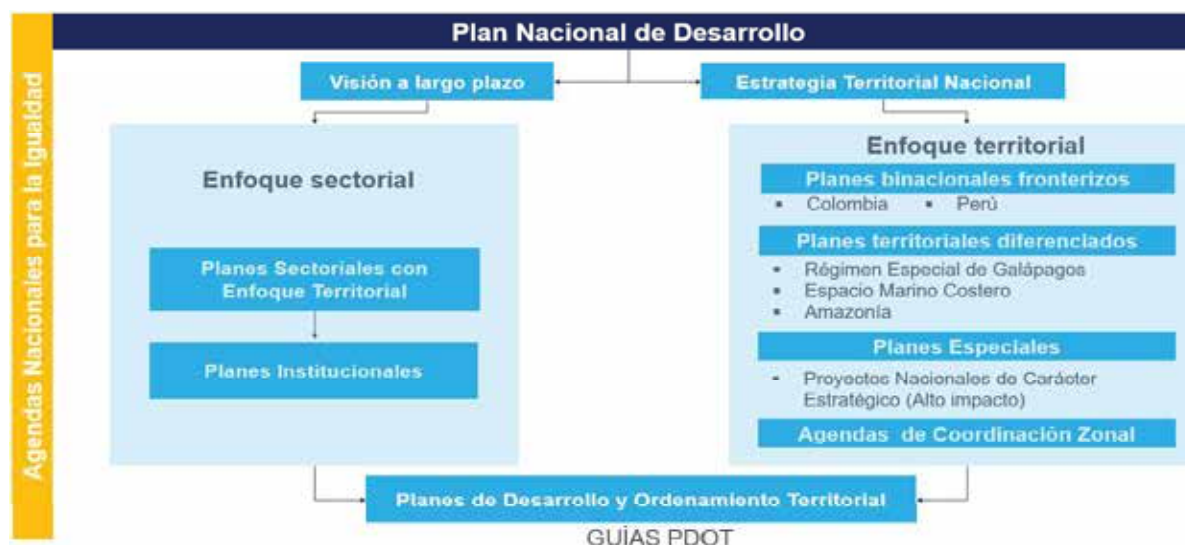 Plan Nacional de Desarrollo
Agendas Nacionales para la Igualdad
Visión a largo plazo
Estrategia Territorial Nacional
Enfoque sectorial
Planes Sectoriales con
Enfoque Territorial
Planes Institucionales
Enfoque territorial
Planes binacionales fronterizos
▪ Colombia ▪ Perú
Planes territoriales diferenciados
▪ Régimen Especial de Galápagos
▪ Espacio Marino Costero
▪ Amazonía
Planes Especiales
- Proyectos Nacionales de Carácter
Estratégico (Alto impacto)
Agendas de Coordinación Zonal
Planes de Desarrollo y Ordenamiento Territorial
GUÌAS PDOT